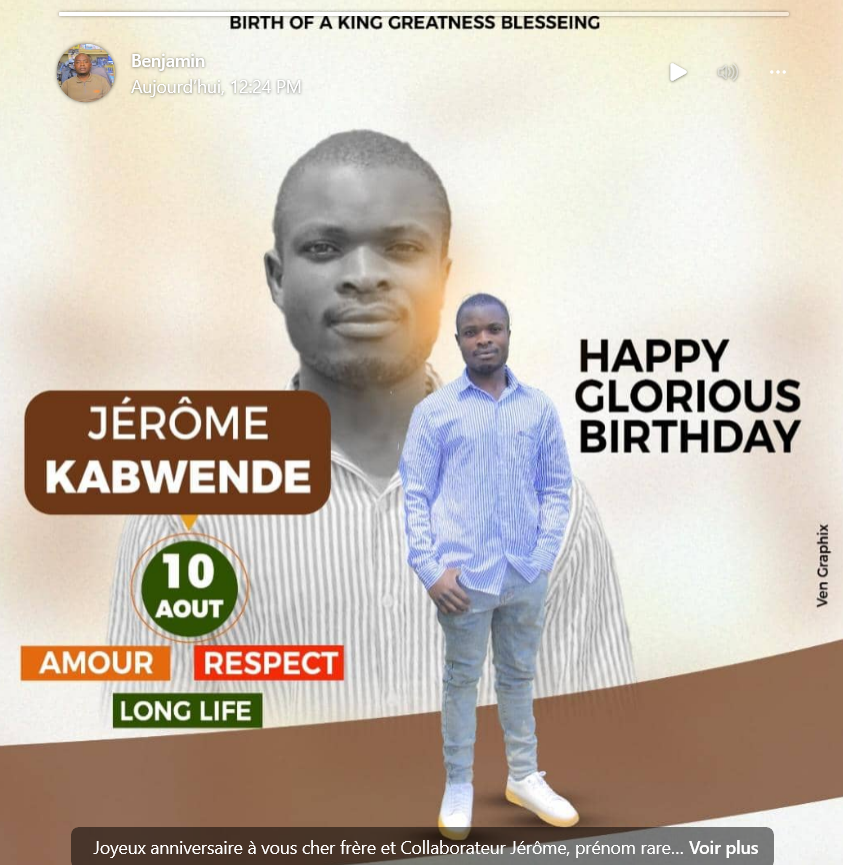 BIRTH OF A KING GREATNESS BLESSEING
Benjamin
Aujourd'hui, 12:24 PM
HAPPY
GLORIOUS
BIRTHDAY
JÉRÔME
KABWENDE
10
AOUT
AMOUR
RESPECT
LONG LIFE
Ven Graphix
Joyeux anniversaire à vous cher frère et Collaborateur Jérôme, prénom rare... Voir plus